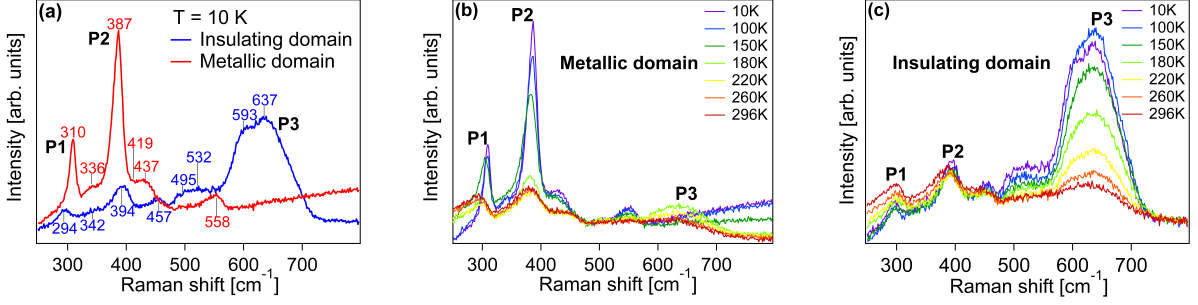 (a)
T = 10 K
Insulating domain
Metallic domain
387
P2
P1
310
336
419
437
558
294
342
394
457
495
532
593
637
P3
Intensity [arb. units]
300 400 500 600 700
Raman shift [cm-1]
(b)
P2
10K
100K
150K
180K
220K
260K
296K
Metallic domain
P1
P3
Intensity [arb. units]
300 400 500 600 700
Raman shift [cm-1]
(c)
10K
100K
150K
180K
220K
260K
296K
P3
Insulating domain
P1
P2
Intensity [arb. units]
300 400 500 600 700
Raman shift [cm-1]